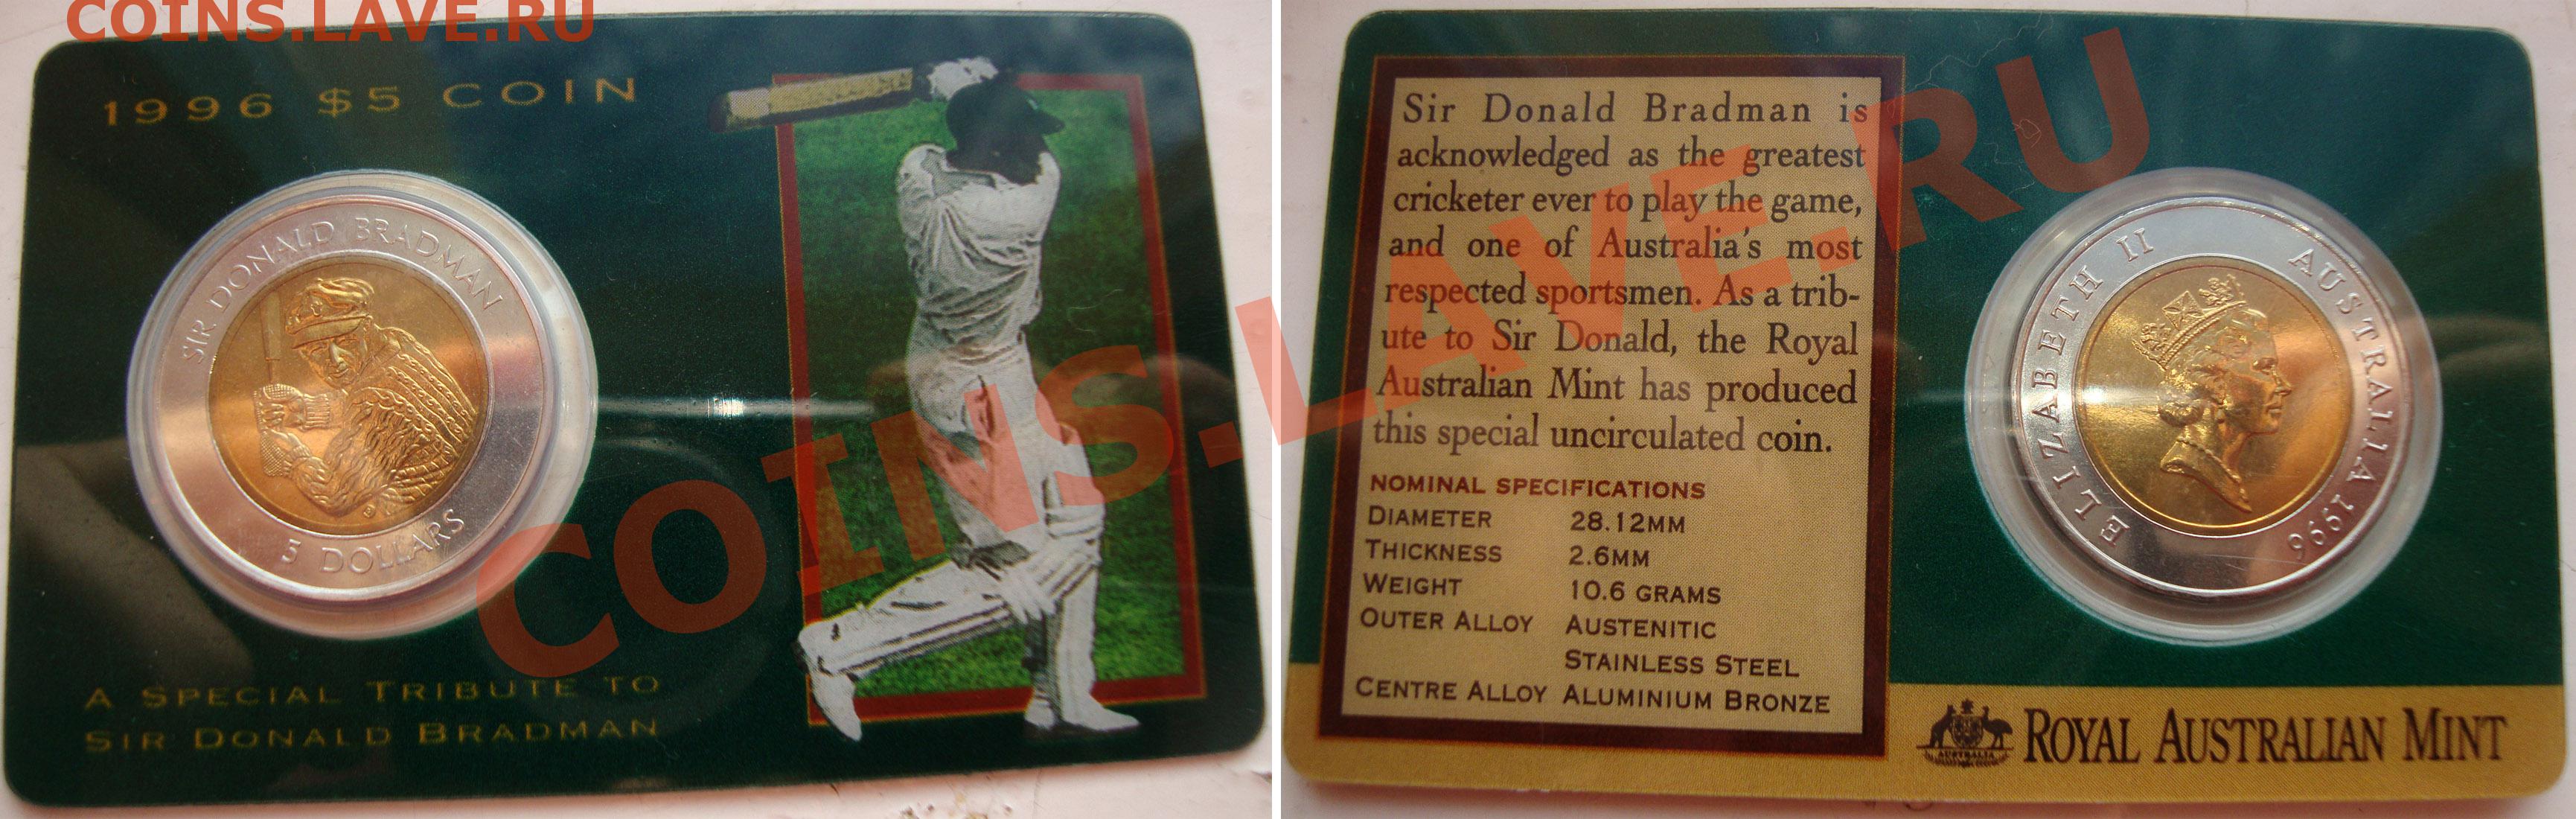 COINS.LAVE.RU
1996 $5 COIN
SIR DONALD BRADMAN
5 DOLLARS
A SPECIAL TRIBUTE TO
SIR DONALD BRADMAN
Sir Donald Bradman is
acknowledged as the greatest
cricketer ever to play the game,
and one of Australia's most
respected sportsmen. As a trib-
ute to Sir Donald, the Royal
Australian Mint has produced
this special uncirculated coin.
NOMINAL SPECIFICATIONS
DIAMETER 28.12MM
THICKNESS 2.6MM
WEIGHT 10.6 GRAMS
OUTER ALLOY AUSTENITIC
STAINLESS STEEL
CENTRE ALLOY ALUMINIUM BRONZE
ELIZABETH II AUSTRALIA 1996
AUSTRALIA
ROYAL AUSTRALIAN MINT
COINS.LAVE.RU